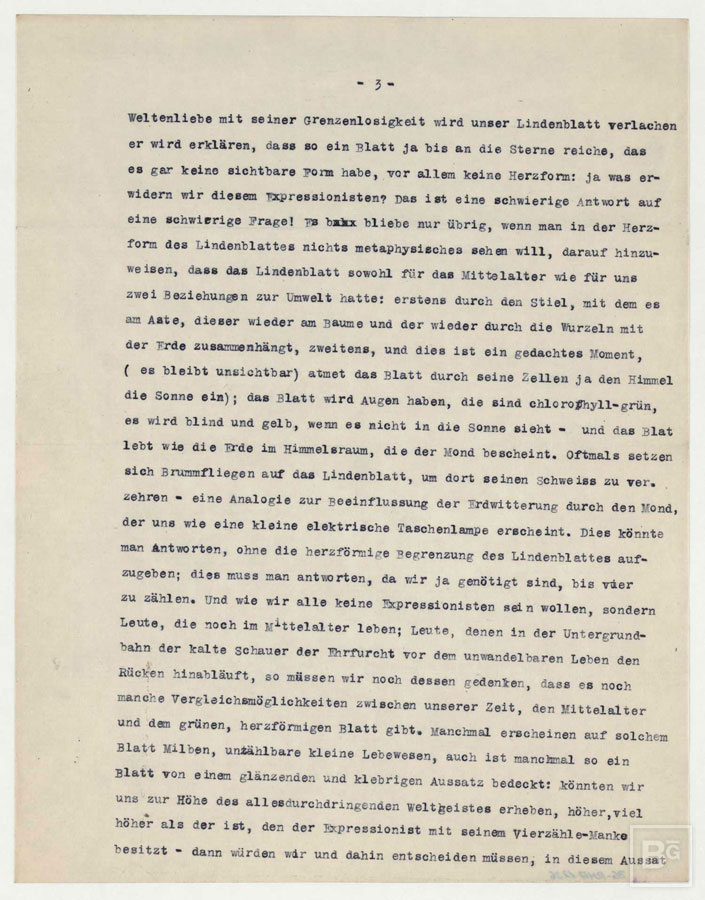 - 3 -
Weltenliebe mit seiner Grenzenlosigkeit wird unser Lindenblatt verlachen
er wird erklären, dass so ein Blatt ja bis an die Sterne reiche, das
es gar keine sichtbare Form habe, vor allem keine Herzform: ja was er-
widern wir diesem Expressionisten? Das ist eine schwierige Antwort auf
eine schwierige Frage! Es bliebe nur übrig, wenn man in der Herz-
form des Lindenblattes nichts metaphysisches sehen will, darauf hinzu-
weisen, dass das Lindenblatt sowohl für das Mittelalter wie für uns
zwei Beziehungen zur Umwelt hatte: erstens durch den Stiel, mit dem es
am Aste, dieser wieder am Baume und der wieder durch die Wurzeln mit
der Erde zusammenhängt, zweitens, und dies ist ein gedachtes Moment,
( es bleibt unsichtbar) atmet das Blatt durch seine Zellen ja den Himmel
die Sonne ein); das Blatt wird Augen haben, die sind chlorophyll-grün,
es wird blind und gelb, wenn es nicht in die Sonne sieht - und das Blat
lebt wie die Erde im Himmelsraum, die der Mond bescheint. Oftmals setzen
sich Brummfliegen auf das Lindenblatt, um dort seinen Schweiss zu ver.
zehren - eine Analogie zur Beeinflussung der Erdwitterung durch den Mond,
der uns wie eine kleine elektrische Taschenlampe erscheint. Dies könnte
man Antworten, ohne die herzförmige Begrenzung des Lindenblattes auf-
zugeben; dies muss man antworten, da wir ja genötigt sind, bis vier
zu zählen. Und wie wir alle keine Expressionisten sein wollen, sondern
Leute, die noch im Mittelalter leben; Leute, denen in der Untergrund-
bahn der kalte Schauer der Ehrfurcht vor dem unwandelbaren Leben den
Rücken hinabläuft, so müssen wir noch dessen gedenken, dass es noch
manche Vergleichsmöglichkeiten zwischen unserer Zeit, den Mittelalter
und dem grünen, herzförmigen Blatt gibt. Manchmal erscheinen auf solchem
Blatt Milben, unzählbare kleine Lebewesen, auch ist manchmal so ein
Blatt von einem glänzenden und klebrigen Aussatz bedeckt: könnten wir
uns zur Höhe des allesdurchdringenden Weltgeistes erheben, höher,viel
höher als der ist, den der Expressionist mit seinem Vierzähle-Manko
besitzt - dann würden wir und dahin entscheiden müssen, in diesem Aussat
BG